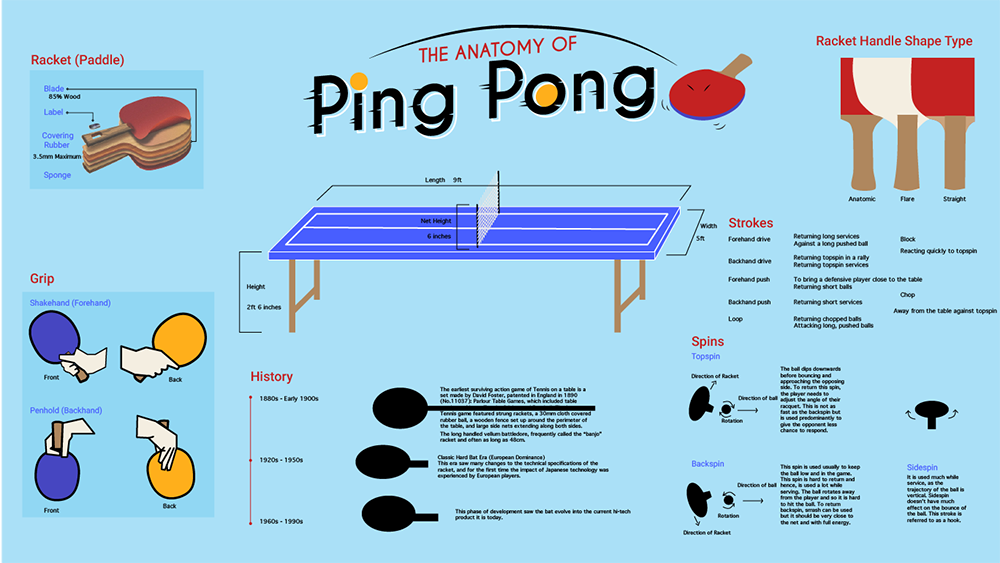 THE ANATOMY OF
Ping Pong
Racket (Paddle)
Blade
85% Wood
Label
Covering
Rubber
3.5mm Maximum
Sponge
Racket Handle Shape Type
Anatomic
Flare
Straight
Length 9ft
Net Height
6 inches
Width
5ft
Height
2ft 6 inches
Strokes
Forehand drive
Returning long services
Against a long pushed ball
Backhand drive
Returning topspin in a rally
Returning topspin services
Forehand push
To bring a defensive player close to the table
Returning short balls
Backhand push
Returning short services
Loop
Returning chopped balls
Attacking long, pushed balls
Block
Reacting quickly to topspin
Chop
Away from the table against topspin
Grip
Shakehand (Forehand)
Front
Back
Penhold (Backhand)
Front
Back
History
1880s - Early 1900s
The earliest surviving action game of Tennis on a table is a
set made by David Foster, patented in England in 1890
(No.11037): Parlour Table Games, which included table
Tennis game featured strong rackets, a 30mm cloth covered
rubber ball, a wooden fence set up around the perimeter of
the table, and large side nets extending along both sides.
The long handled vellum battledore, frequently called the "banjo"
racket and often as long as 46cm.
1920s - 1950s
Classic Hard Bat Era (European Dominance)
This era saw many changes to the technical specifications of the
racket, and for the first time the impact of Japanese technology was
experienced by European players.
1960s - 1990s
This phase of development saw the bat evolve into the current hi-tech
product it is today.
Spins
Topspin
Direction of Racket
Direction of ball
Rotation
The ball dips downwards
before bouncing and
approaching the opposing
side. To return this spin,
the player needs to
adjust the angle of their
racquet. This is not as
fast as the backspin but
is used predominantly to
give the opponent less
chance to respond.
Backspin
Direction of ball
Rotation
Direction of Racket
This spin is used usually to keep
the ball low and in the game.
This spin is hard to return and
hence, is used a lot while
serving. The ball rotates away
from the player and so it is hard
to hit the ball. To return
backspin, smash can be used
but it should be very close to
the net and with full energy.
Sidespin
It is used much while
service, as the
trajectory of the ball is
vertical. Sidespin
doesn't have much
effect on the bounce of
the ball. This stroke is
referred to as a hook.